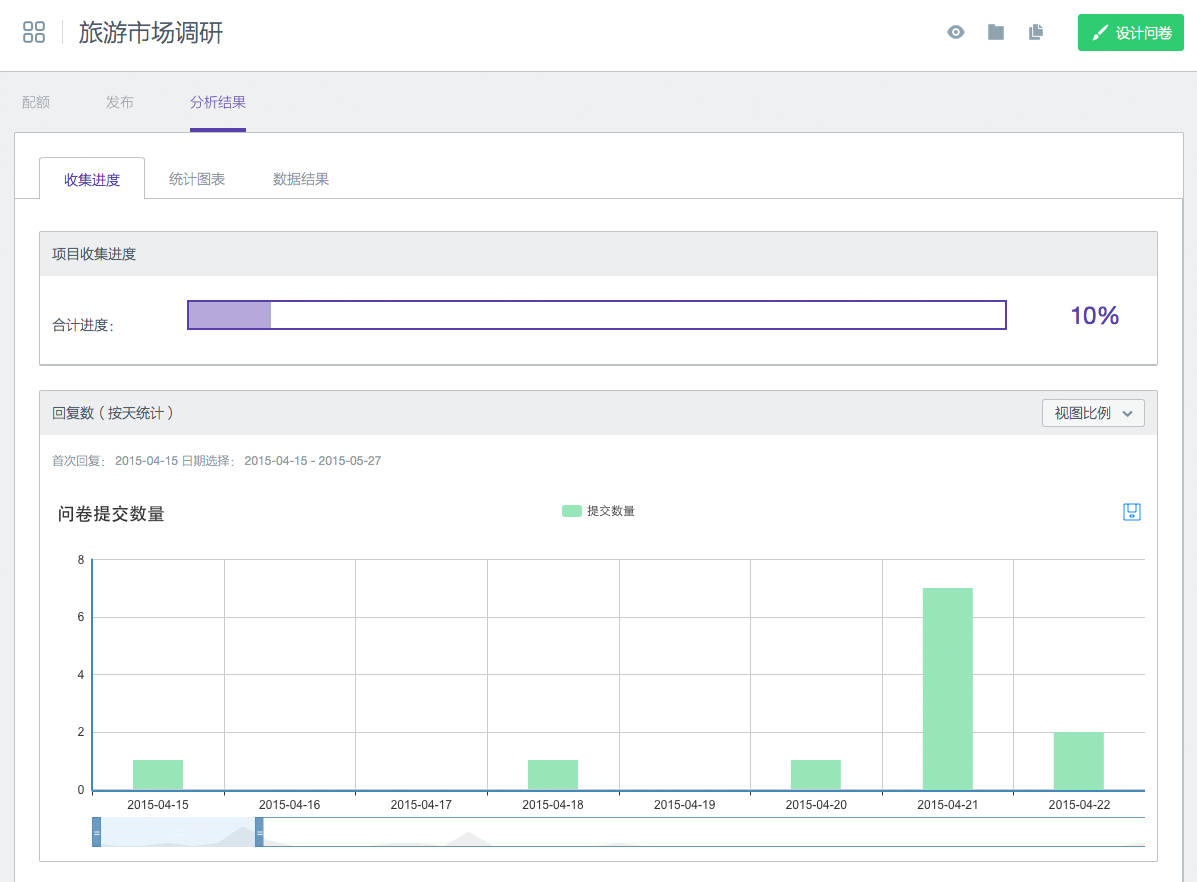 旅游市场调研
设计问卷
配额 发布 分析结果
收集进度 统计图表 数据结果
项目收集进度
合计进度： 10%
回复数（按天统计） 视图比例
首次回复： 2015-04-15 日期选择： 2015-04-15 - 2015-05-27
问卷提交数量
提交数量
8
6
4
2
0
2015-04-15 2015-04-16 2015-04-17 2015-04-18 2015-04-19 2015-04-20 2015-04-21 2015-04-22